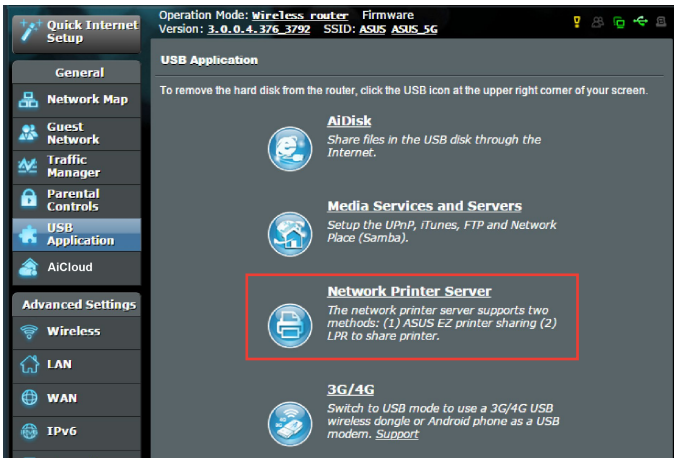 Quick Internet
Setup
Operation Mode: Wireless router Firmware
Version: 3.0.0.4.376_3792 SSID: ASUS ASUS_5G
General
Network Map
Guest
Network
Traffic
Manager
Parental
Controls
USB
Application
AiCloud
Advanced Settings
Wireless
LAN
WAN
IPv6
USB Application
To remove the hard disk from the router, click the USB icon at the upper right corner of your screen.
AiDisk
Share files in the USB disk through the
Internet.
Media Services and Servers
Setup the UPnP, iTunes, FTP and Network
Place (Samba).
Network Printer Server
The network printer server supports two
methods: (1) ASUS EZ printer sharing (2)
LPR to share printer.
3G/4G
Switch to USB mode to use a 3G/4G USB
wireless dongle or Android phone as a USB
modem. Support